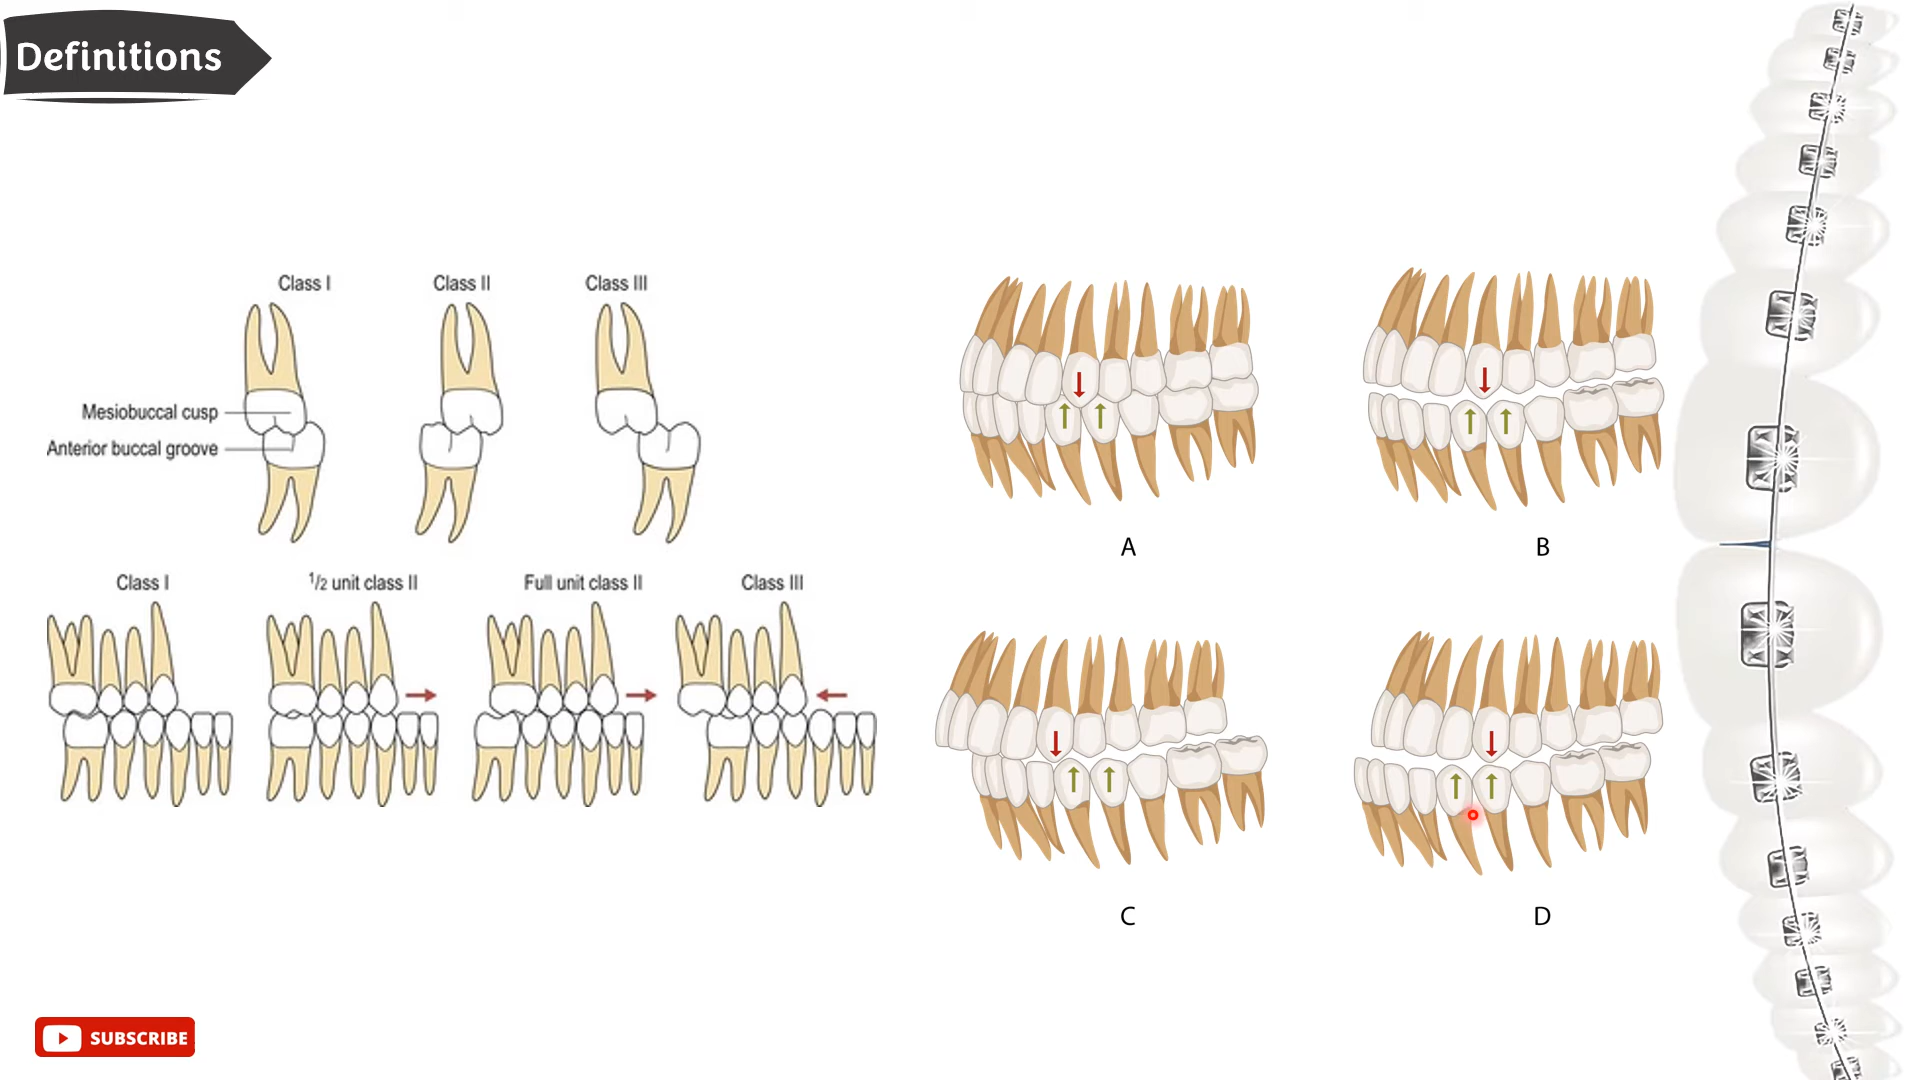 Definitions
Class I
Class II
Class III
Mesiobuccal cusp
Anterior buccal groove
Class I
1/2 unit class II
Full unit class II
Class III
A
B
C
D
SUBSCRIBE